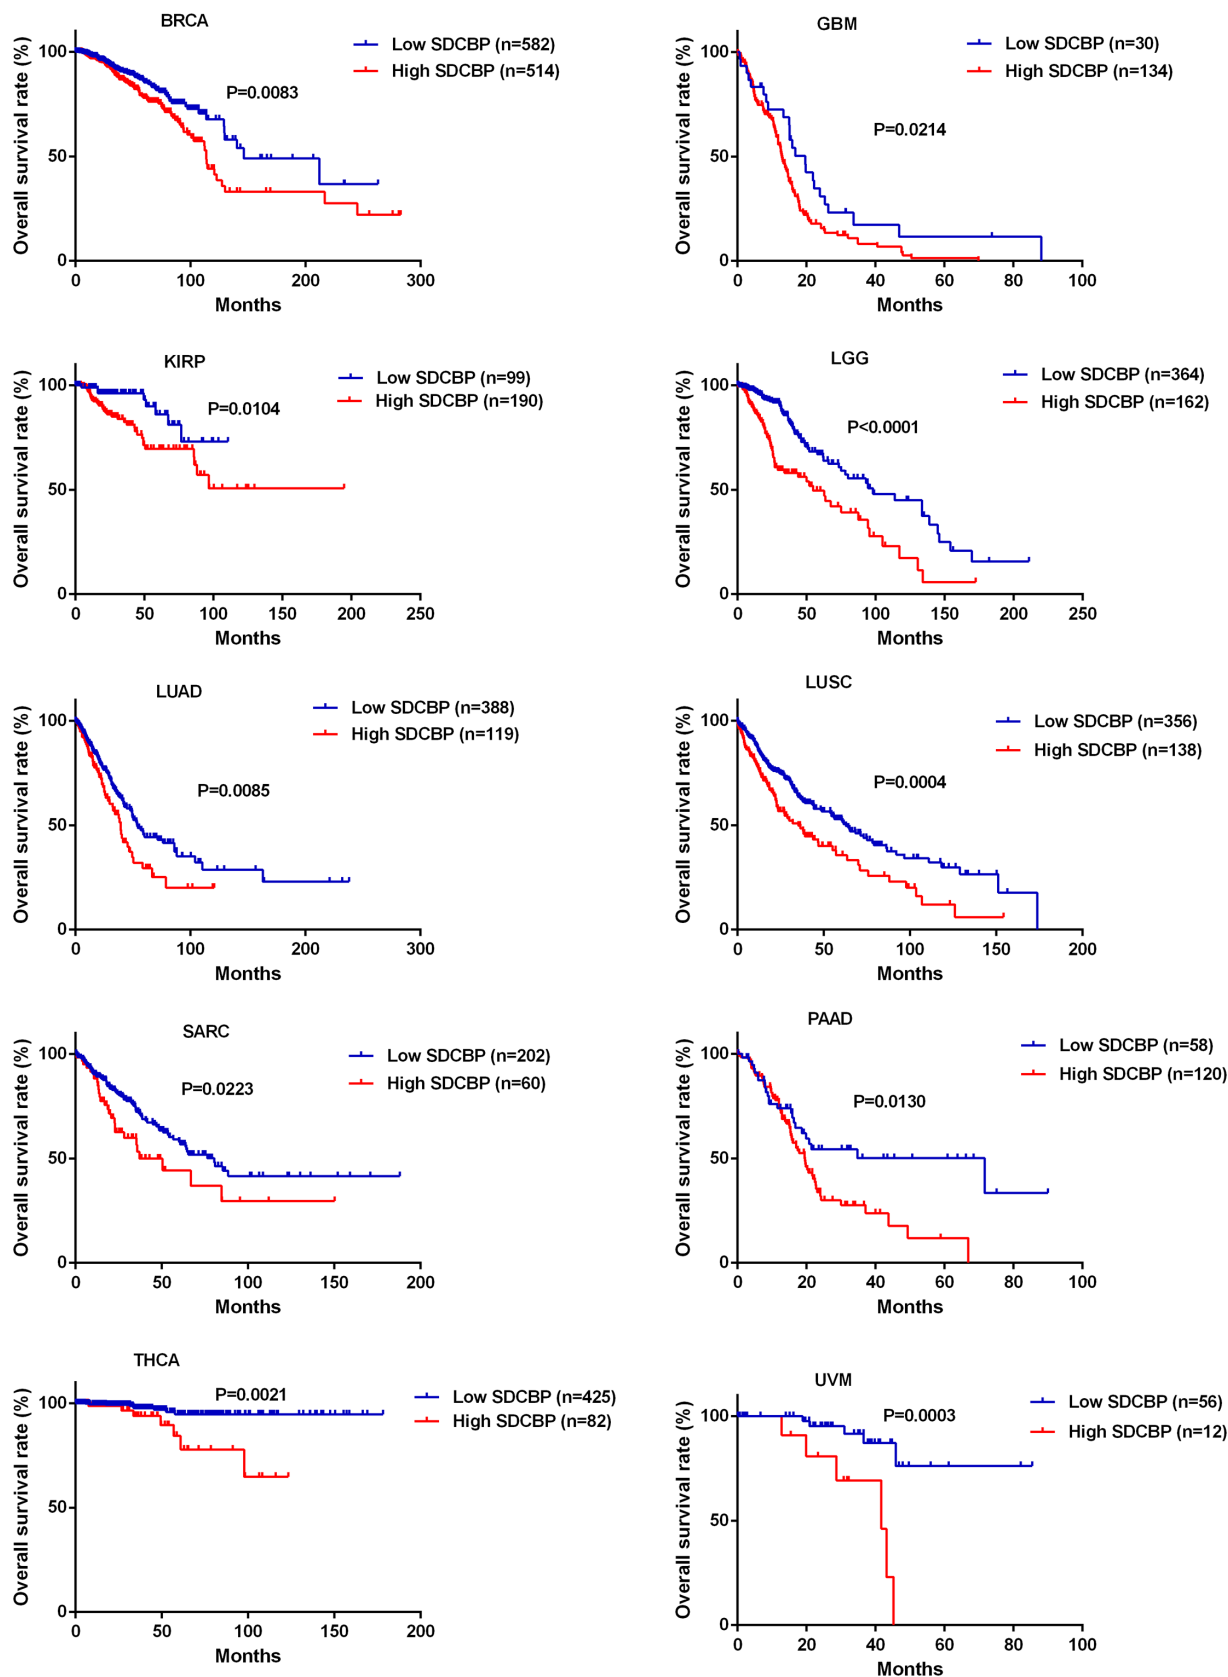 BRCA
Overall survival rate (%)
Low SDCBP (n=582)
High SDCBP (n=514)
P=0.0083
100
50
0
0 100 200 300
Months
GBM
Overall survival rate (%)
Low SDCBP (n=30)
High SDCBP (n=134)
P=0.0214
100
50
0
0 20 40 60 80 100
Months
KIRP
Overall survival rate (%)
Low SDCBP (n=99)
High SDCBP (n=190)
P=0.0104
100
50
0
0 50 100 150 200 250
Months
LGG
Overall survival rate (%)
Low SDCBP (n=364)
High SDCBP (n=162)
P<0.0001
100
50
0
0 50 100 150 200 250
Months
LUAD
Overall survival rate (%)
Low SDCBP (n=388)
High SDCBP (n=119)
P=0.0085
100
50
0
0 100 200 300
Months
LUSC
Overall survival rate (%)
Low SDCBP (n=356)
High SDCBP (n=138)
P=0.0004
100
50
0
0 50 100 150 200
Months
SARC
Overall survival rate (%)
Low SDCBP (n=202)
High SDCBP (n=60)
P=0.0223
100
50
0
0 50 100 150 200
Months
PAAD
Overall survival rate (%)
Low SDCBP (n=58)
High SDCBP (n=120)
P=0.0130
100
50
0
0 20 40 60 80 100
Months
THCA
Overall survival rate (%)
Low SDCBP (n=425)
High SDCBP (n=82)
P=0.0021
100
50
0
0 50 100 150 200
Months
UVM
Overall survival rate (%)
Low SDCBP (n=56)
High SDCBP (n=12)
P=0.0003
100
50
0
0 20 40 60 80 100
Months